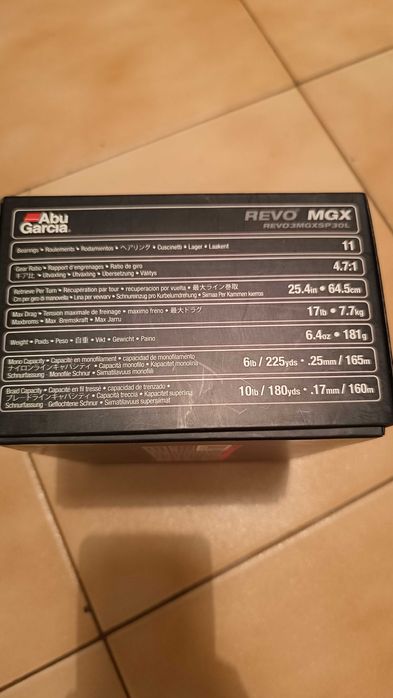 Abu
Garcia
REVO MGX
REVO3MGXSP30L
Bearings • Roulements • Rodamientos • ベアリング • Cuscinetti • Lager • Laakerit
11
Gear Ratio • Rapport d'engrenages • Ratio de giro
ギア比 • Utväxling • Utväxling • Übersetzung • Välitys
4.7:1
Retrieve Per Turn • Récupération par tour • recuperacion por vuelta • 最大ライン巻取
Cm per giro di manovella • Lina per vevvarv • Schnureinzug pro Kurbelumdrehung • Siimaa Per Kammen kierros
25.4in • 64.5cm
Max Drag • Tension maximale de freinage • maximo freno • 最大ドラグ
Maxbroms • Max. Bremskraft • Max Jarru
17lb • 7.7kg
Weight • Poids • Peso • 自重 • Vikt • Gewicht • Paino
6.4oz • 181g
Mono Capacity • Capacité en monofilament • capacidad de monofilamento
ナイロンラインキャパシティ • Capacità monofilo • Kapacitet monofil
Schnurfassung - Monofile Schnur • Siimatilavuus monofiili
6lb / 225yds • .25mm / 165m
Braid Capacity • Capacité en fil tressé • capacidad de trenzado •
ブレードラインキャパシティ • Capacità treccia • Kapacitet superlina
Schnurfassung - Geflochtene Schnur • Siimatilavuus supersiimat
10lb / 180yds • .17mm / 160m